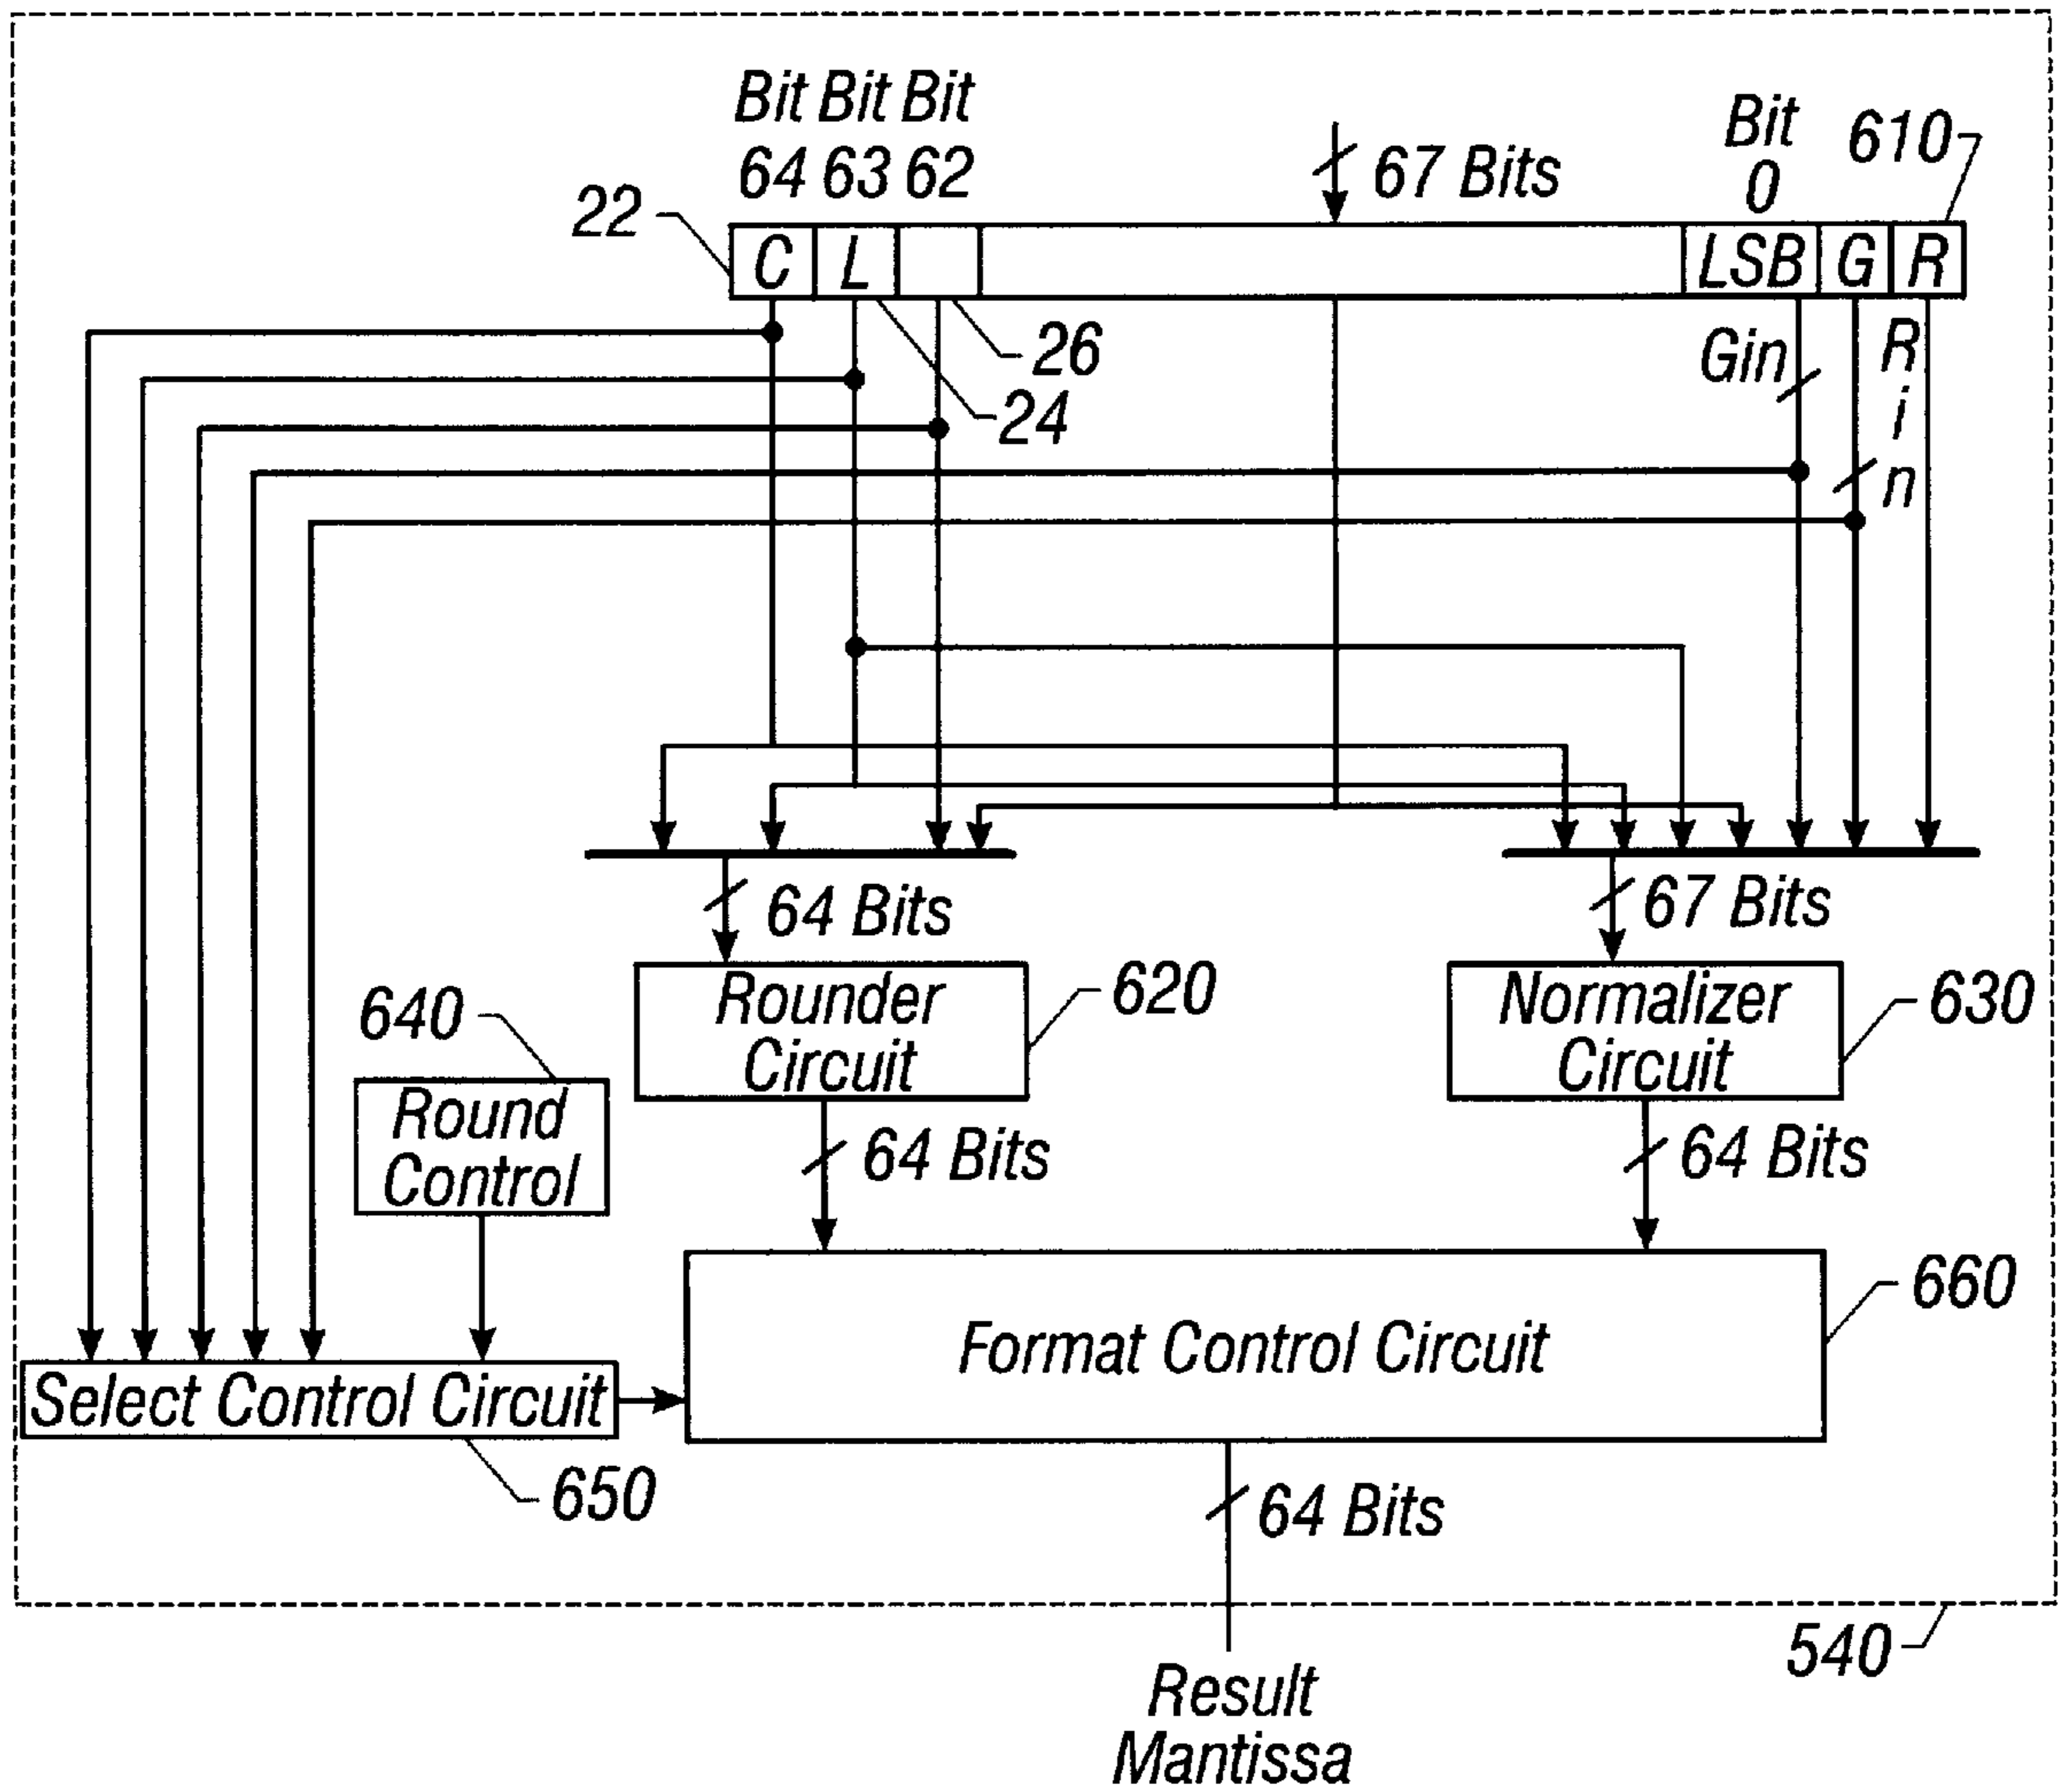 Bit Bit Bit
64 63 62
67 Bits
Bit
0
610
22
C L LSB G R
26
24
Gin
R
i
n
64 Bits
67 Bits
Rounder
Circuit
620
Normalizer
Circuit
630
640
Round
Control
64 Bits
64 Bits
Select Control Circuit
650
Format Control Circuit
660
64 Bits
540
Result
Mantissa